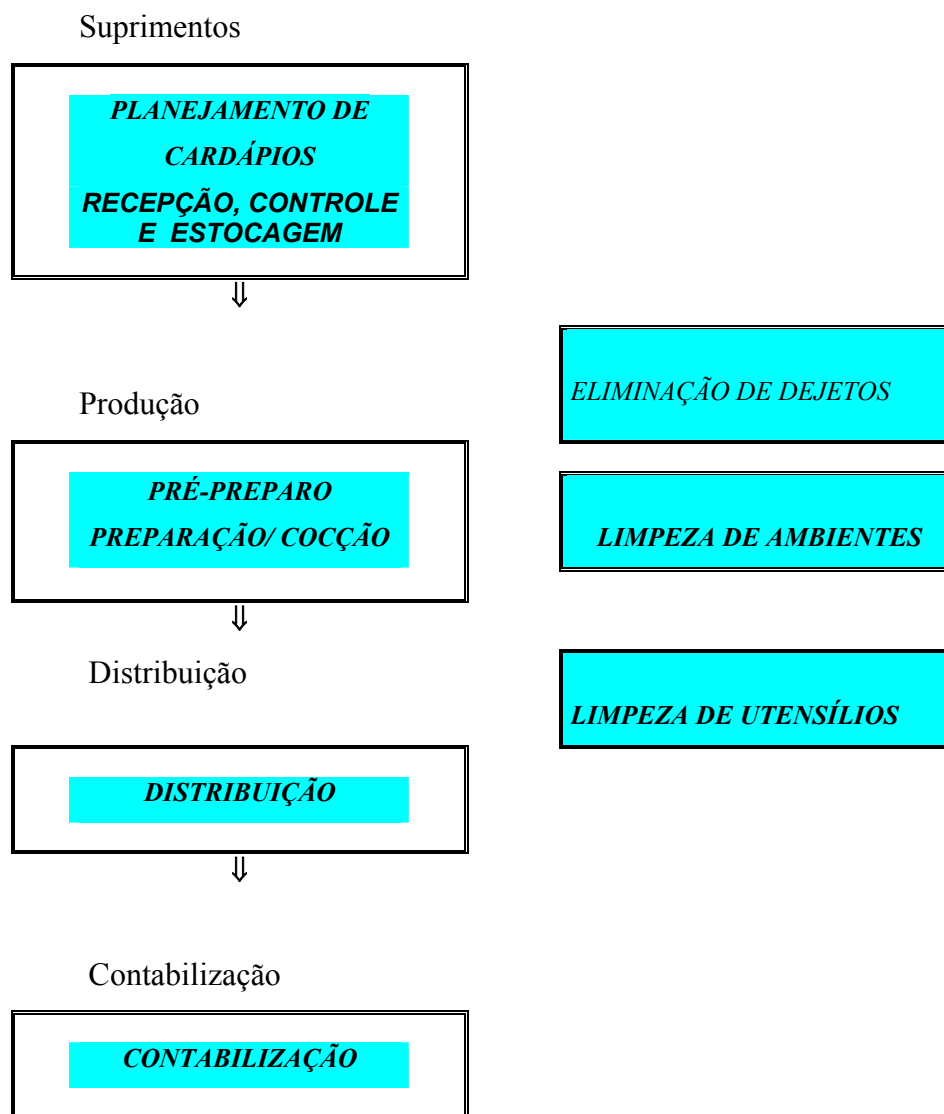 Suprimentos
PLANEJAMENTO DE
CARDÁPIOS
RECEPÇÃO, CONTROLE
E ESTOCAGEM
⇓
Produção
PRÉ-PREPARO
PREPARAÇÃO/ COCÇÃO
⇓
Distribuição
DISTRIBUIÇÃO
⇓
Contabilização
CONTABILIZAÇÃO
ELIMINAÇÃO DE DEJETOS
LIMPEZA DE AMBIENTES
LIMPEZA DE UTENSÍLIOS